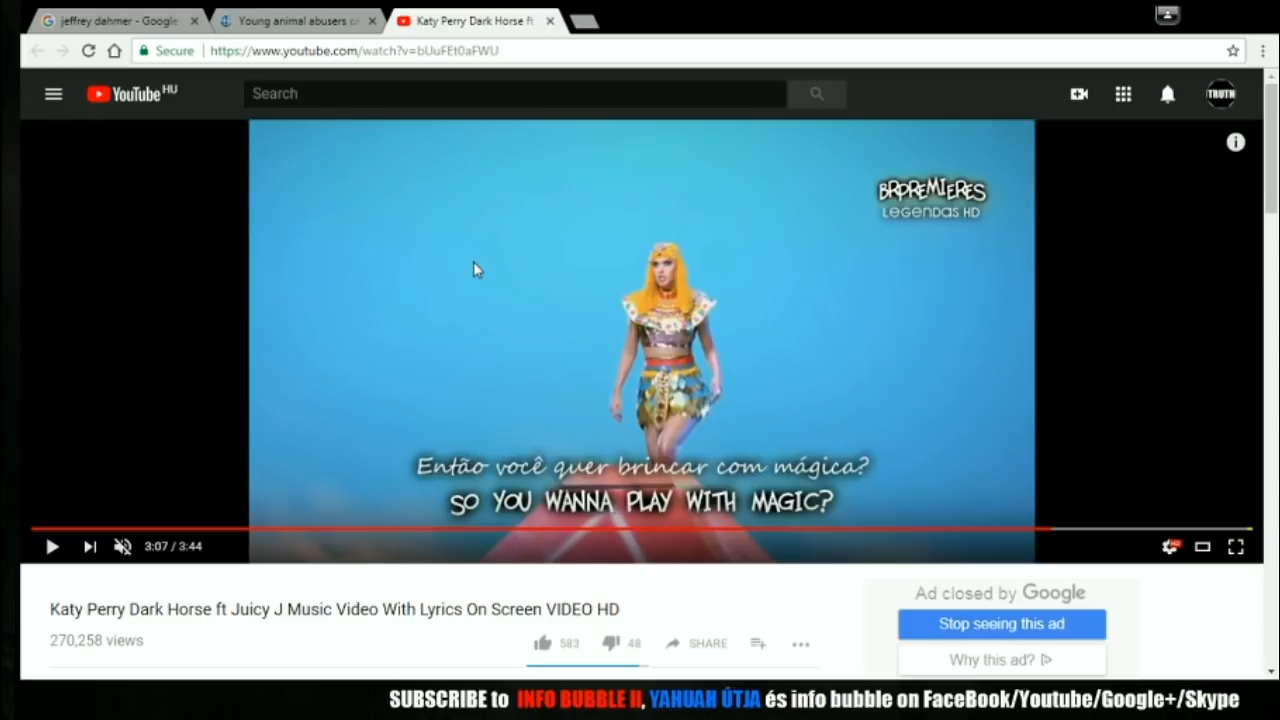 jeffrey dahmer - Google
Young animal abusers
Katy Perry Dark Horse ft
Secure
https://www.youtube.com/watch?v=bUuFEt0aFWU
YouTube HU
Search
TRUTH
BRPREMIERES
LEGENDAS HD
Então você quer brincar com mágica?
SO YOU WANNA PLAY WITH MAGIC?
3:07 / 3:44
HD
Katy Perry Dark Horse ft Juicy J Music Video With Lyrics On Screen VIDEO HD
270,258 views
583
48
SHARE
Ad closed by Google
Stop seeing this ad
Why this ad?
SUBSCRIBE to INFO BUBBLE II, YAHUAH ÚTJA és info bubble on FaceBook/Youtube/Google+/Skype